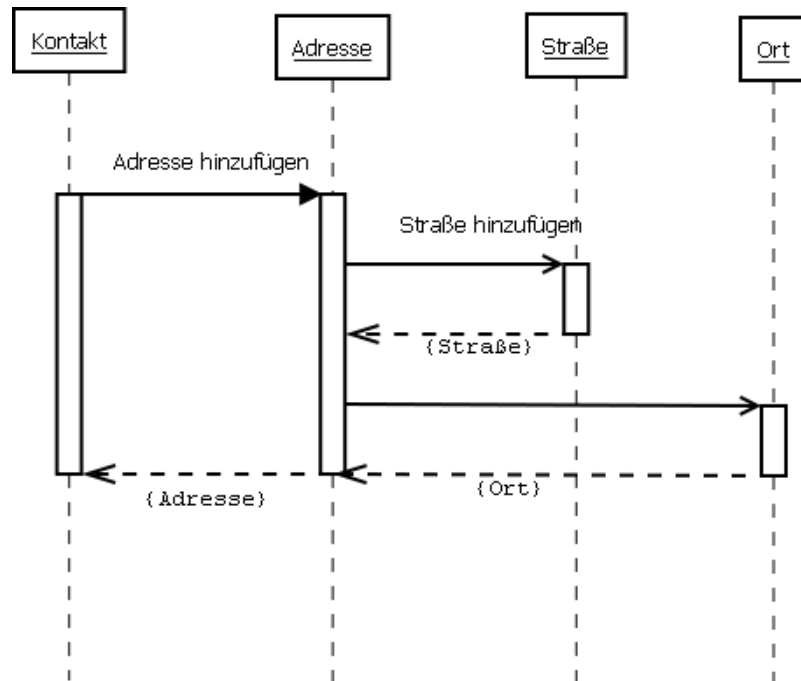 Kontakt
Adresse
Straße
Ort
Adresse hinzufügen
Straße hinzufügen
{Straße}
{Ort}
{Adresse}